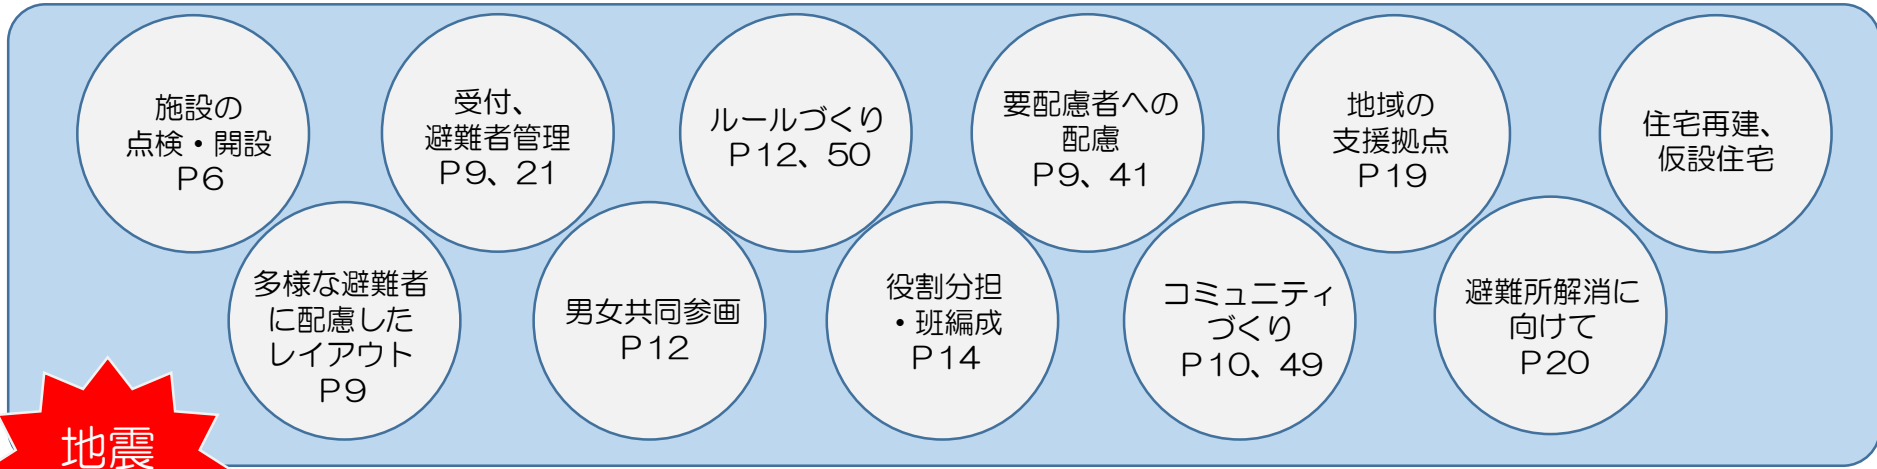 施設の
点検・開設
P6
受付、
避難者管理
P9、21
ルールづくり
P12、50
要配慮者への
配慮
P9、41
地域の
支援拠点
P19
住宅再建、
仮設住宅
多様な避難者
に配慮した
レイアウト
P9
男女共同参画
P12
役割分担
・班編成
P14
コミュニティ
づくり
P10、49
避難所解消に
向けて
P20
地震